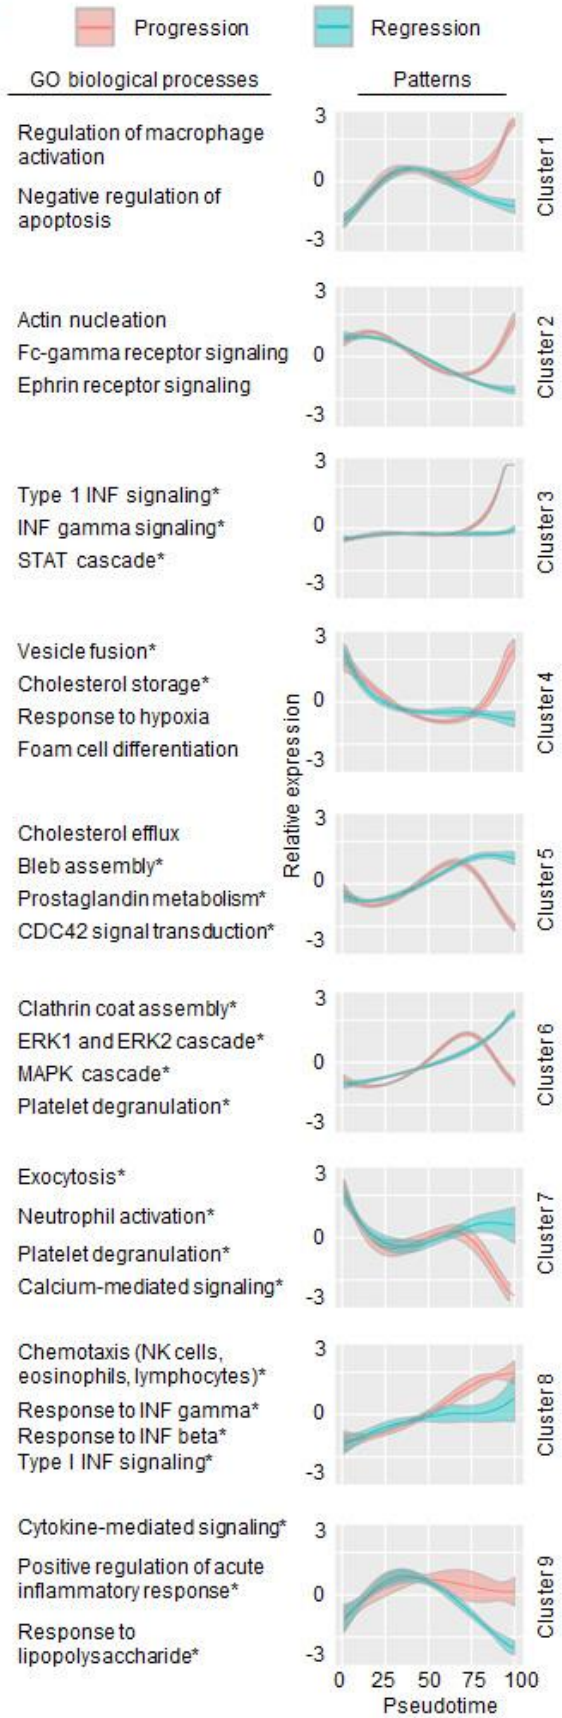 Progression
Regression
GO biological processes
Patterns
Regulation of macrophage
activation
Negative regulation of
apoptosis
3
0
-3
Cluster 1
Actin nucleation
Fc-gamma receptor signaling
Ephrin receptor signaling
3
0
-3
Cluster 2
Type 1 INF signaling*
INF gamma signaling*
STAT cascade*
3
0
-3
Cluster 3
Vesicle fusion*
Cholesterol storage*
Response to hypoxia
Foam cell differentiation
3
0
-3
Cluster 4
Relative expression
Cholesterol efflux
Bleb assembly*
Prostaglandin metabolism*
CDC42 signal transduction*
3
0
-3
Cluster 5
Clathrin coat assembly*
ERK1 and ERK2 cascade*
MAPK cascade*
Platelet degranulation*
3
0
-3
Cluster 6
Exocytosis*
Neutrophil activation*
Platelet degranulation*
Calcium-mediated signaling*
3
0
-3
Cluster 7
Chemotaxis (NK cells,
eosinophils, lymphocytes)*
Response to INF gamma*
Response to INF beta*
Type I INF signaling*
3
0
-3
Cluster 8
Cytokine-mediated signaling*
Positive regulation of acute
inflammatory response*
Response to
lipopolysaccharide*
3
0
-3
Cluster 9
0 25 50 75 100
Pseudotime